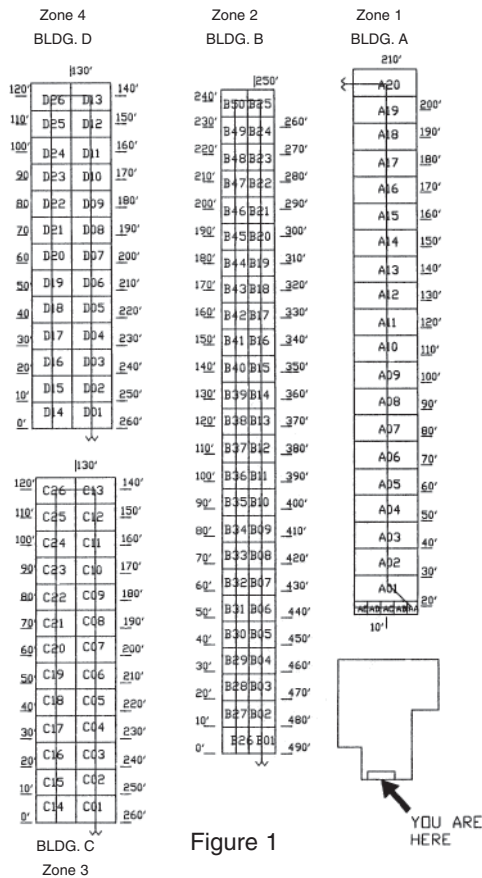 Zone 4
BLDG. D
130'
120' D26 D13 140'
110' D25 D12 150'
100' D24 D11 160'
90 D23 D10 170'
80 D22 D09 180'
70 D21 D08 190'
60 D20 D07 200'
50' D19 D06 210'
40 D18 D05 220'
30' D17 D04 230'
20' D16 D03 240'
10' D15 D02 250'
0' D14 D01 260'
130'
120' C26 C13 140'
110' C25 C12 150'
100' C24 C11 160'
90' C23 C10 170'
80' C22 C09 180'
70' C21 C08 190'
60' C20 C07 200'
50' C19 C06 210'
40' C18 C05 220'
30' C17 C04 230'
20' C16 C03 240'
10' C15 C02 250'
0' C14 C01 260'
BLDG. C
Zone 3
Zone 2
BLDG. B
250'
240' B50 B25
230' B49 B24 260'
220' B48 B23 270'
210' B47 B22 280'
200' B46 B21 290'
190' B45 B20 300'
180' B44 B19 310'
170' B43 B18 320'
160' B42 B17 330'
150' B41 B16 340'
140' B40 B15 350'
130' B39 B14 360'
120' B38 B13 370'
110' B37 B12 380'
100' B36 B11 390'
90' B35 B10 400'
80' B34 B09 410'
70' B33 B08 420'
60' B32 B07 430'
50' B31 B06 440'
40' B30 B05 450'
30' B29 B04 460'
20' B28 B03 470'
10' B27 B02 480'
0' B26 B01 490'
Zone 1
BLDG. A
210'
A20
A19 200'
A18 190'
A17 180'
A16 170'
A15 160'
A14 150'
A13 140'
A12 130'
A11 120'
A10 110'
A09 100'
A08 90'
A07 80'
A06 70'
A05 60'
A04 50'
A03 40'
A02 30'
A01 20'
10'
YOU ARE
HERE
Figure 1